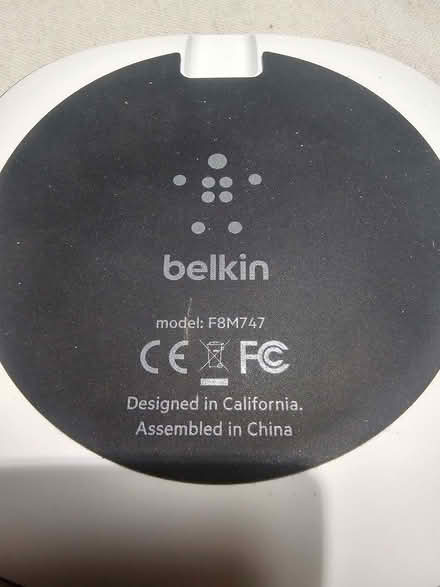 belkin
model: F8M747
CE FC
Designed in California.
Assembled in China